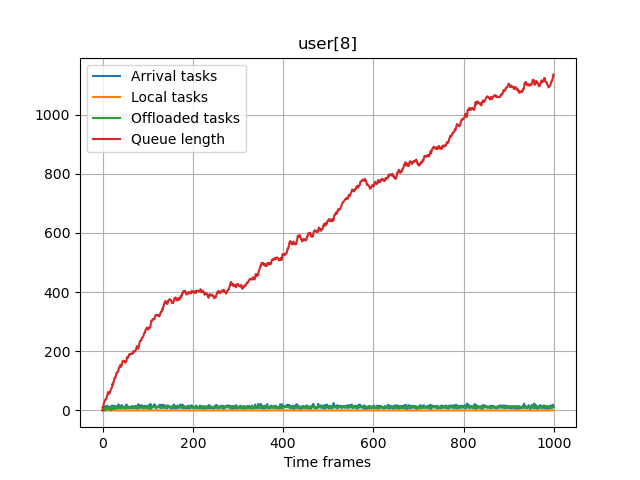 user[8]
Arrival tasks
Local tasks
Offloaded tasks
Queue length
1000
800
600
400
200
0
0 200 400 600 800 1000
Time frames